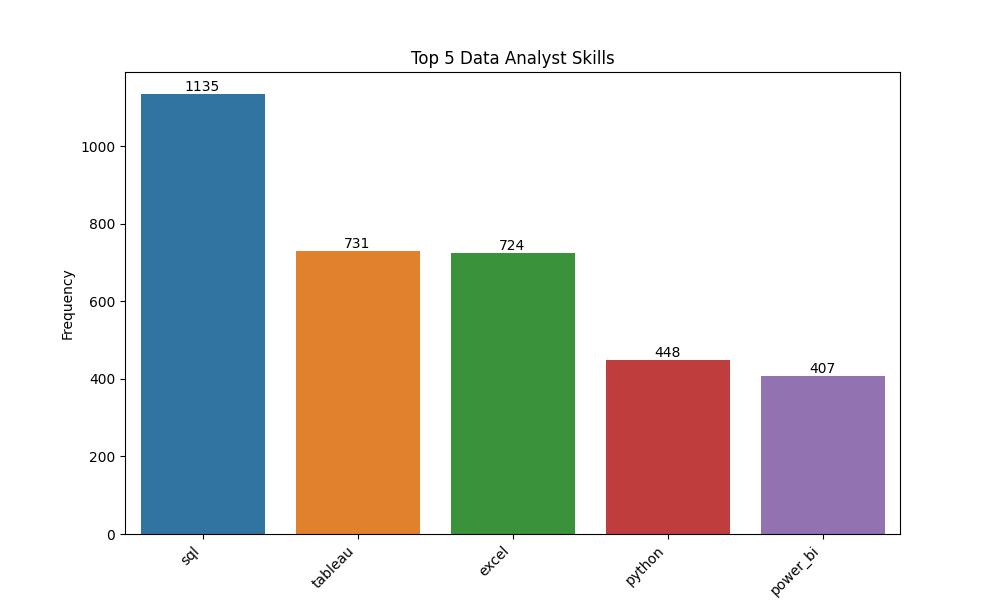 Top 5 Data Analyst Skills
1135
731
724
448
407
1000
800
600
400
200
0
Frequency
sql
tableau
excel
python
power_bi